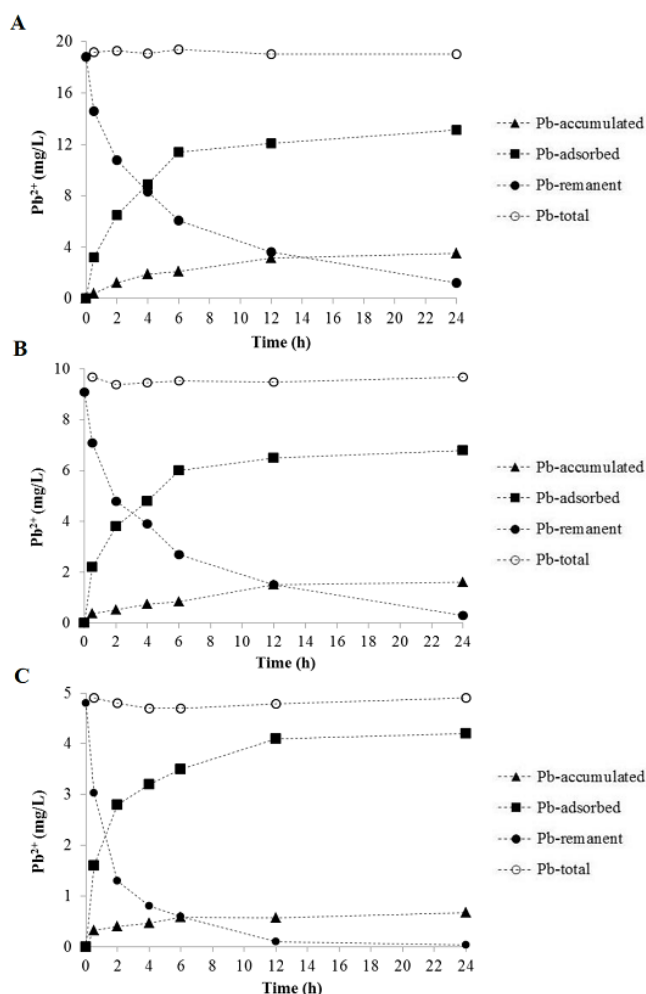 A
20
16
12
8
4
0
Pb²⁺ (mg/L)
0 2 4 6 8 10 12 14 16 18 20 22 24
Time (h)
Pb-accumulated
Pb-adsorbed
Pb-remanent
Pb-total
B
10
8
6
4
2
0
Pb²⁺ (mg/L)
0 2 4 6 8 10 12 14 16 18 20 22 24
Time (h)
Pb-accumulated
Pb-adsorbed
Pb-remanent
Pb-total
C
5
4
3
2
1
0
Pb²⁺ (mg/L)
0 2 4 6 8 10 12 14 16 18 20 22 24
Time (h)
Pb-accumulated
Pb-adsorbed
Pb-remanent
Pb-total